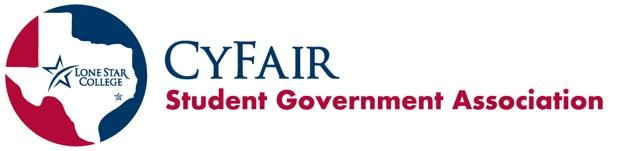 LONE STAR
COLLEGE
CYFAIR
Student Government Association